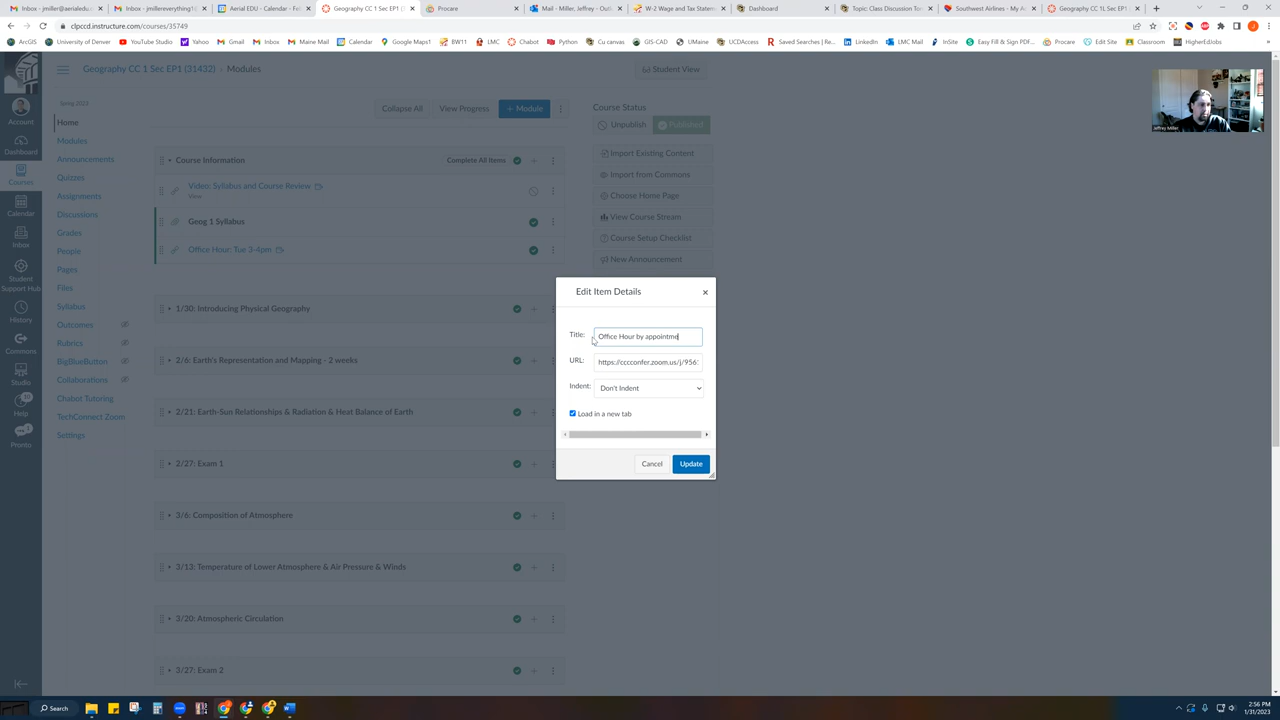 Inbox - jmiller@aerialedu.c
Inbox - jmillereverything1@
Aerial EDU - Calendar - Feb
Geography CC 1 Sec EP1 (3
Procare
Mail - Miller, Jeffrey - Outl
W-2 Wage and Tax Stateme
Dashboard
Topic Class Discussion To
Southwest Airlines - My Ac
Geography CC 1L Sec EP1
clpccd.instructure.com/courses/35749
ArcGIS
University of Denver
YouTube Studio
Yahoo
Gmail
Maine Mail
Calendar
Google Maps1
BW11
LMC
Chabot
Python
Cu canvas
GIS-CAD
UMaine
UCDAccess
Saved Searches | Re...
LinkedIn
LMC Mail
InSite
Easy Fill & Sign PDF...
Procare
Edit Site
Classroom
HigherEdJobs
Geography CC 1 Sec EP1 (31432) › Modules
Student View
Jeffrey Miller
Account
Dashboard
Courses
Calendar
Inbox
Student
Support Hub
History
Commons
Studio
Help
Pronto
Spring 2023
Home
Modules
Announcements
Quizzes
Assignments
Discussions
Grades
People
Pages
Files
Syllabus
Outcomes
Rubrics
BigBlueButton
Collaborations
Chabot Tutoring
TechConnect Zoom
Settings
Collapse All
View Progress
+ Module
Course Information
Complete All Items
Video: Syllabus and Course Review
View
Geog 1 Syllabus
Office Hour: Tue 3-4pm
1/30: Introducing Physical Geography
2/6: Earth's Representation and Mapping - 2 weeks
2/21: Earth-Sun Relationships & Radiation & Heat Balance of Earth
2/27: Exam 1
3/6: Composition of Atmosphere
3/13: Temperature of Lower Atmosphere & Air Pressure & Winds
3/20: Atmospheric Circulation
3/27: Exam 2
Course Status
Unpublish
Published
Import Existing Content
Import from Commons
Choose Home Page
View Course Stream
Course Setup Checklist
New Announcement
Edit Item Details
Title: Office Hour by appointme
URL: https://cccconfer.zoom.us/j/956
Indent: Don't Indent
Load in a new tab
Cancel
Update
Search
2:56 PM
1/31/2023